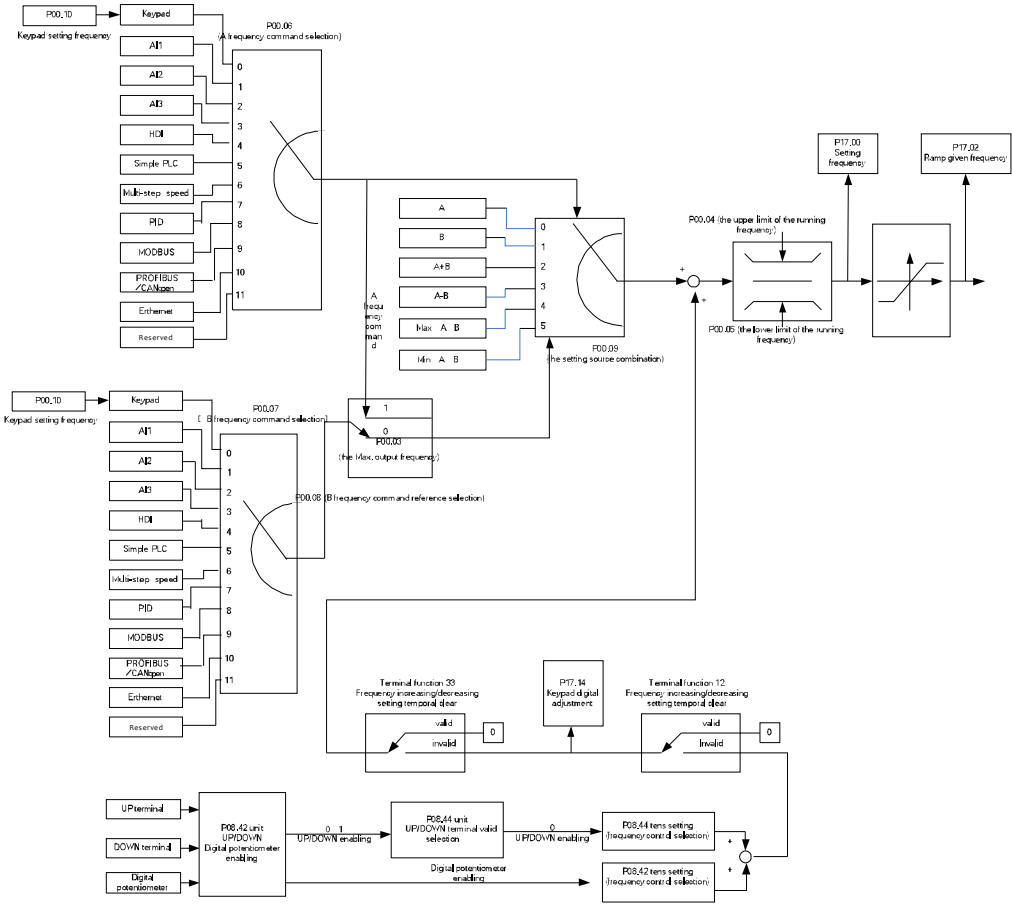 P00.10
Keypad setting frequency
Keypad
AI1
AI2
AI3
HDI
Simple PLC
Multi-step speed
PID
MODBUS
PROFIBUS
/CANopen
Erthernet
Reserved
P00.06
(A frequency command selection)
0
1
2
3
4
5
6
7
8
9
10
11
A
frequ
ency
com
man
d
A
B
A+B
A-B
Max A B
Min A B
0
1
2
3
4
5
P00.09
(the setting source combination)
+
+
P00.04 (the upper limit of the running
frequency)
P00.05 (the lower limit of the running
frequency)
P17.00
Setting
frequency
P17.02
Ramp given frequency
P00.10
Keypad setting frequency
Keypad
AI1
AI2
AI3
HDI
Simple PLC
Multi-step speed
PID
MODBUS
PROFIBUS
/CANopen
Erthernet
Reserved
P00.07
( B frequency command selection)
0
1
2
3
4
5
6
7
8
9
10
11
1
0
P00.03
(the Max. output frequency)
P00.08 (B frequency command reference selection)
Terminal function 33
Frequency increasing/decreasing
setting temporal clear
valid
invalid
0
P17.14
Keypad digital
adjustment
Terminal function 12
Frequency increasing/decreasing
setting temporal clear
valid
Invalid
0
UP terminal
DOWN terminal
Digital
potentiometer
P08.42 unit
UP/DOWN
Digital potentiometer
enabling
0 1
UP/DOWN enabling
P08.44 unit
UP/DOWN terminal valid
selection
0
UP/DOWN enabling
Digital potentiometer
enabling
P08.44 tens setting
(frequency control selection)
P08.42 tens setting
(frequency control selection)
+
+